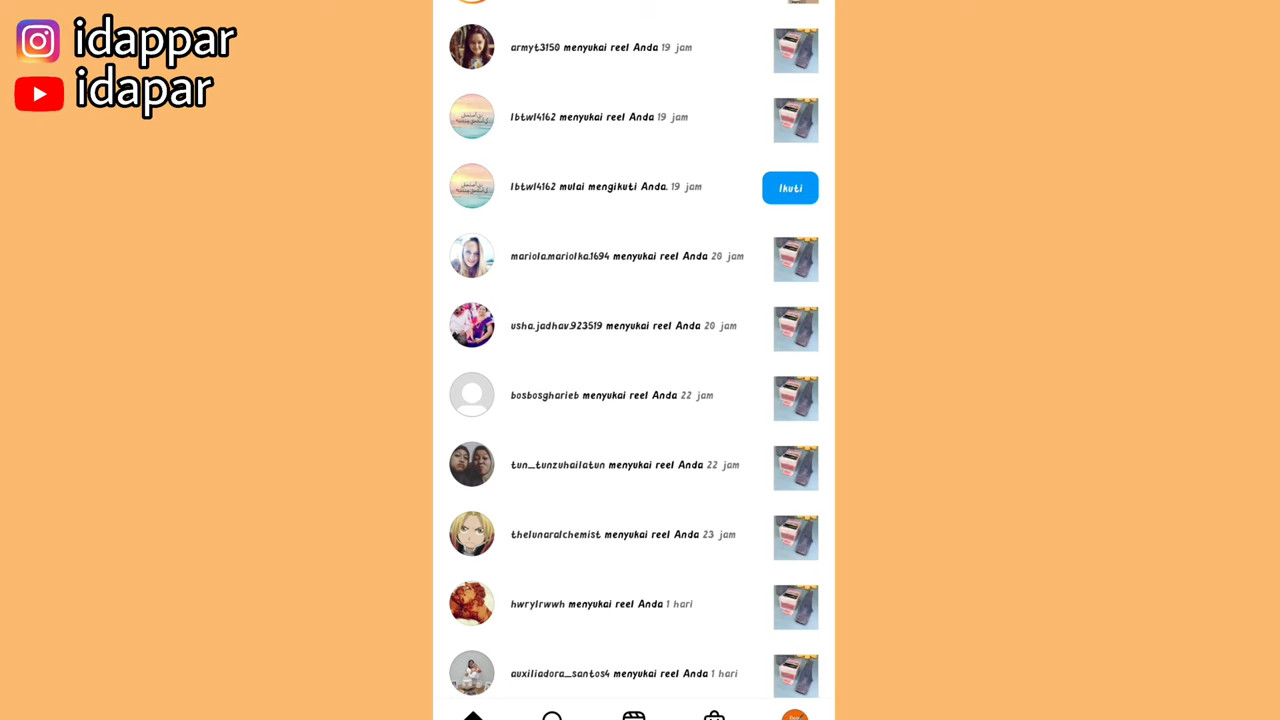 idappar
idapar
armyt3150 menyukai reel Anda 19 jam
lbtwl4162 menyukai reel Anda 19 jam
lbtwl4162 mulai mengikuti Anda. 19 jam
Ikuti
mariola.mariolka.1694 menyukai reel Anda 20 jam
usha.jadhav.923519 menyukai reel Anda 20 jam
bosbosgharieb menyukai reel Anda 22 jam
tun_tunzuhailatun menyukai reel Anda 22 jam
thelunaralchemist menyukai reel Anda 23 jam
hwrylrwwh menyukai reel Anda 1 hari
auxiliadora_santos4 menyukai reel Anda 1 hari